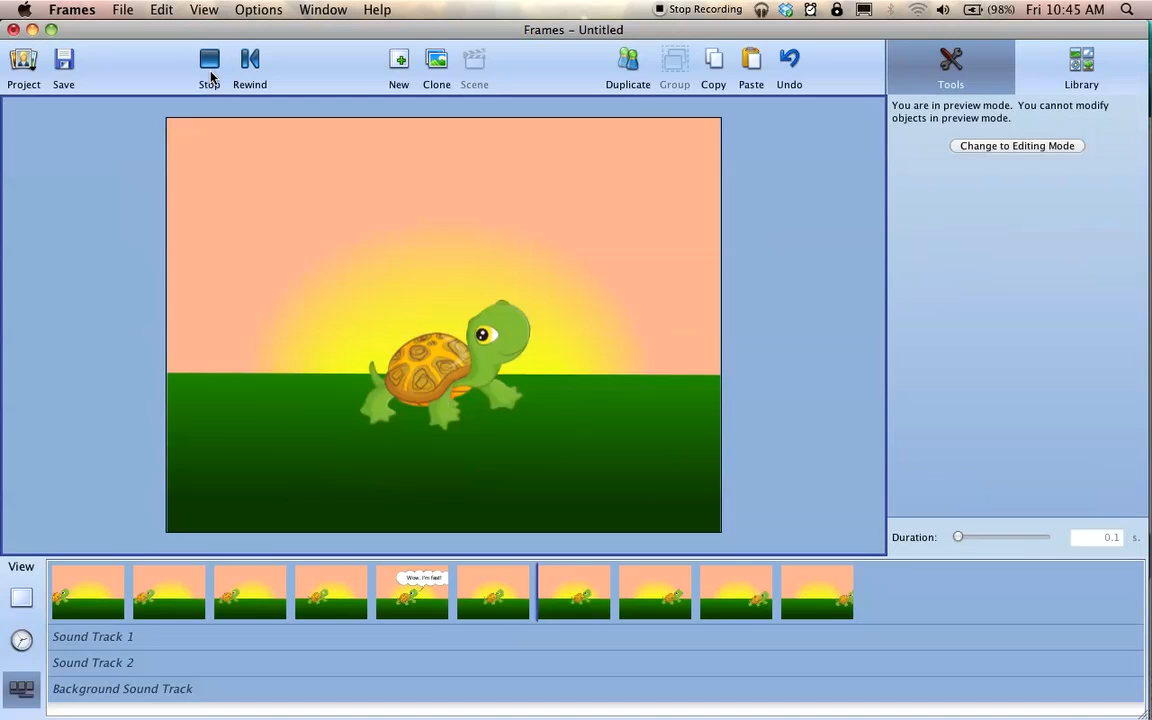 Frames File Edit View Options Window Help Stop Recording (98%) Fri 10:45 AM
Frames – Untitled
Project Save Stop Rewind New Clone Scene Duplicate Group Copy Paste Undo Tools Library
You are in preview mode. You cannot modify
objects in preview mode.
Change to Editing Mode
Duration: 0.1 s.
View
Wow, I'm fast!
Sound Track 1
Sound Track 2
Background Sound Track